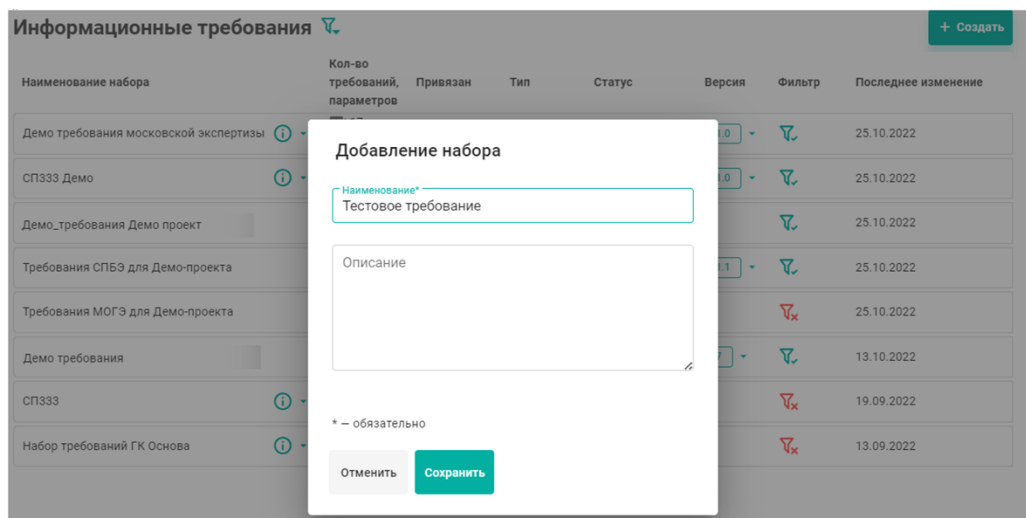 Информационные требования
+ Создать
Наименование набора
Кол-во
требований,
параметров
Привязан
Тип
Статус
Версия
Фильтр
Последнее изменение
Демо требования московской экспертизы
25.10.2022
СП333 Демо
25.10.2022
Демо_требования Демо проект
25.10.2022
Требования СПБЭ для Демо-проекта
25.10.2022
Требования МОГЭ для Демо-проекта
25.10.2022
Демо требования
13.10.2022
СП333
19.09.2022
Набор требований ГК Основа
13.09.2022
Добавление набора
Наименование*
Тестовое требование
Описание
* — обязательно
Отменить
Сохранить